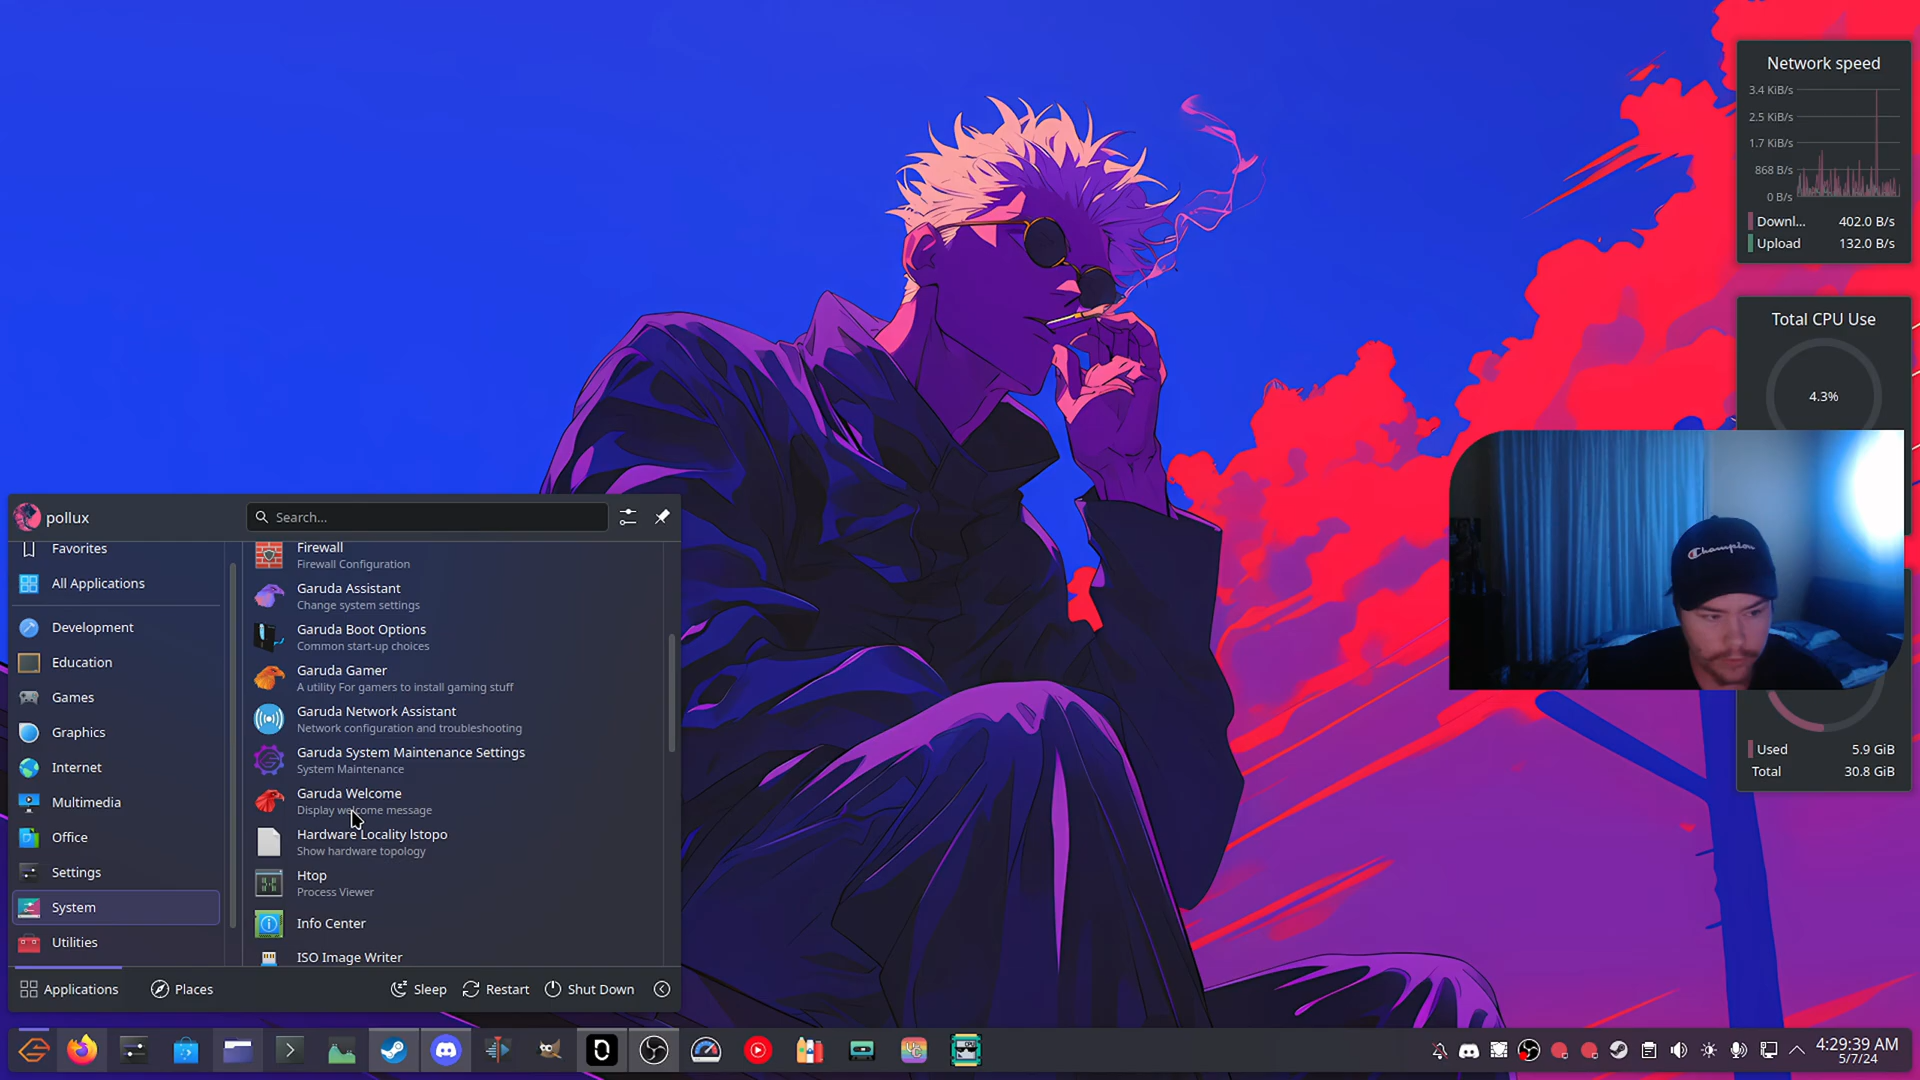 Network speed
3.4 KiB/s
2.5 KiB/s
1.7 KiB/s
868 B/s
0 B/s
Downl... 402.0 B/s
Upload 132.0 B/s
Total CPU Use
4.3%
Champion
Used 5.9 GiB
Total 30.8 GiB
pollux
Search...
Favorites
All Applications
Development
Education
Games
Graphics
Internet
Multimedia
Office
Settings
System
Utilities
Firewall
Firewall Configuration
Garuda Assistant
Change system settings
Garuda Boot Options
Common start-up choices
Garuda Gamer
A utility For gamers to install gaming stuff
Garuda Network Assistant
Network configuration and troubleshooting
Garuda System Maintenance Settings
System Maintenance
Garuda Welcome
Display welcome message
Hardware Locality lstopo
Show hardware topology
Htop
Process Viewer
Info Center
ISO Image Writer
Applications Places Sleep Restart Shut Down
4:29:39 AM
5/7/24